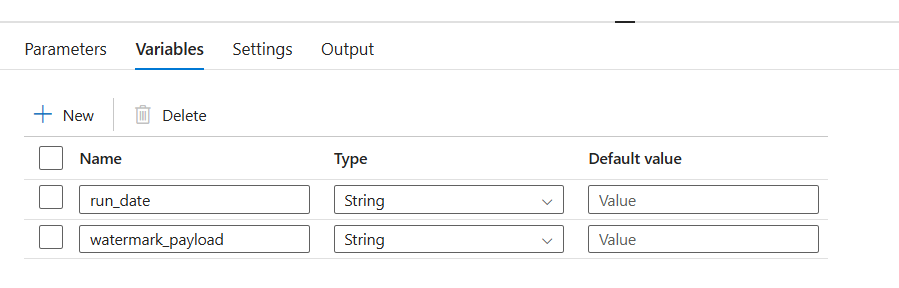 Parameters Variables Settings Output
New Delete
Name Type Default value
run_date String Value
watermark_payload String Value